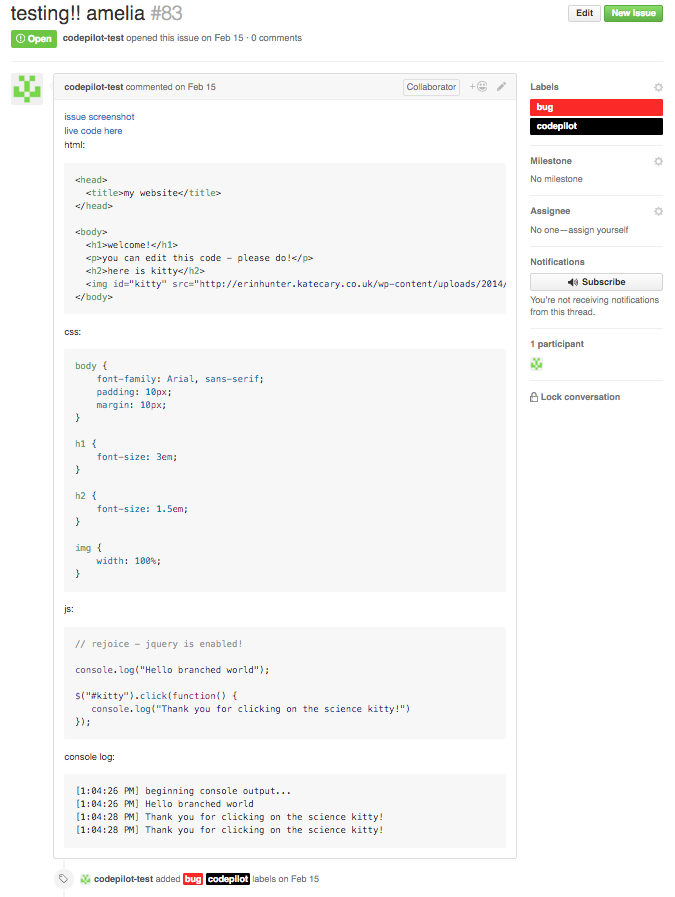 testing!! amelia #83
Edit
New issue
Open
codepilot-test opened this issue on Feb 15 · 0 comments
codepilot-test commented on Feb 15
Collaborator
issue screenshot
live code here
html:
<head>
  <title>my website</title>
</head>

<body>
  <h1>welcome!</h1>
  <p>you can edit this code - please do!</p>
  <h2>here is kitty</h2>
  <img id="kitty" src="http://erinhunter.katecary.co.uk/wp-content/uploads/2014/
</body>
css:
body {
    font-family: Arial, sans-serif;
    padding: 10px;
    margin: 10px;
}

h1 {
    font-size: 3em;
}

h2 {
    font-size: 1.5em;
}

img {
    width: 100%;
}
js:
// rejoice - jquery is enabled!

console.log("Hello branched world");

$("#kitty").click(function() {
   console.log("Thank you for clicking on the science kitty!")
});
console log:
[1:04:26 PM] beginning console output...
[1:04:26 PM] Hello branched world
[1:04:28 PM] Thank you for clicking on the science kitty!
[1:04:28 PM] Thank you for clicking on the science kitty!
codepilot-test added bug codepilot labels on Feb 15
Labels
bug
codepilot
Milestone
No milestone
Assignee
No one—assign yourself
Notifications
Subscribe
You're not receiving notifications
from this thread.
1 participant
Lock conversation